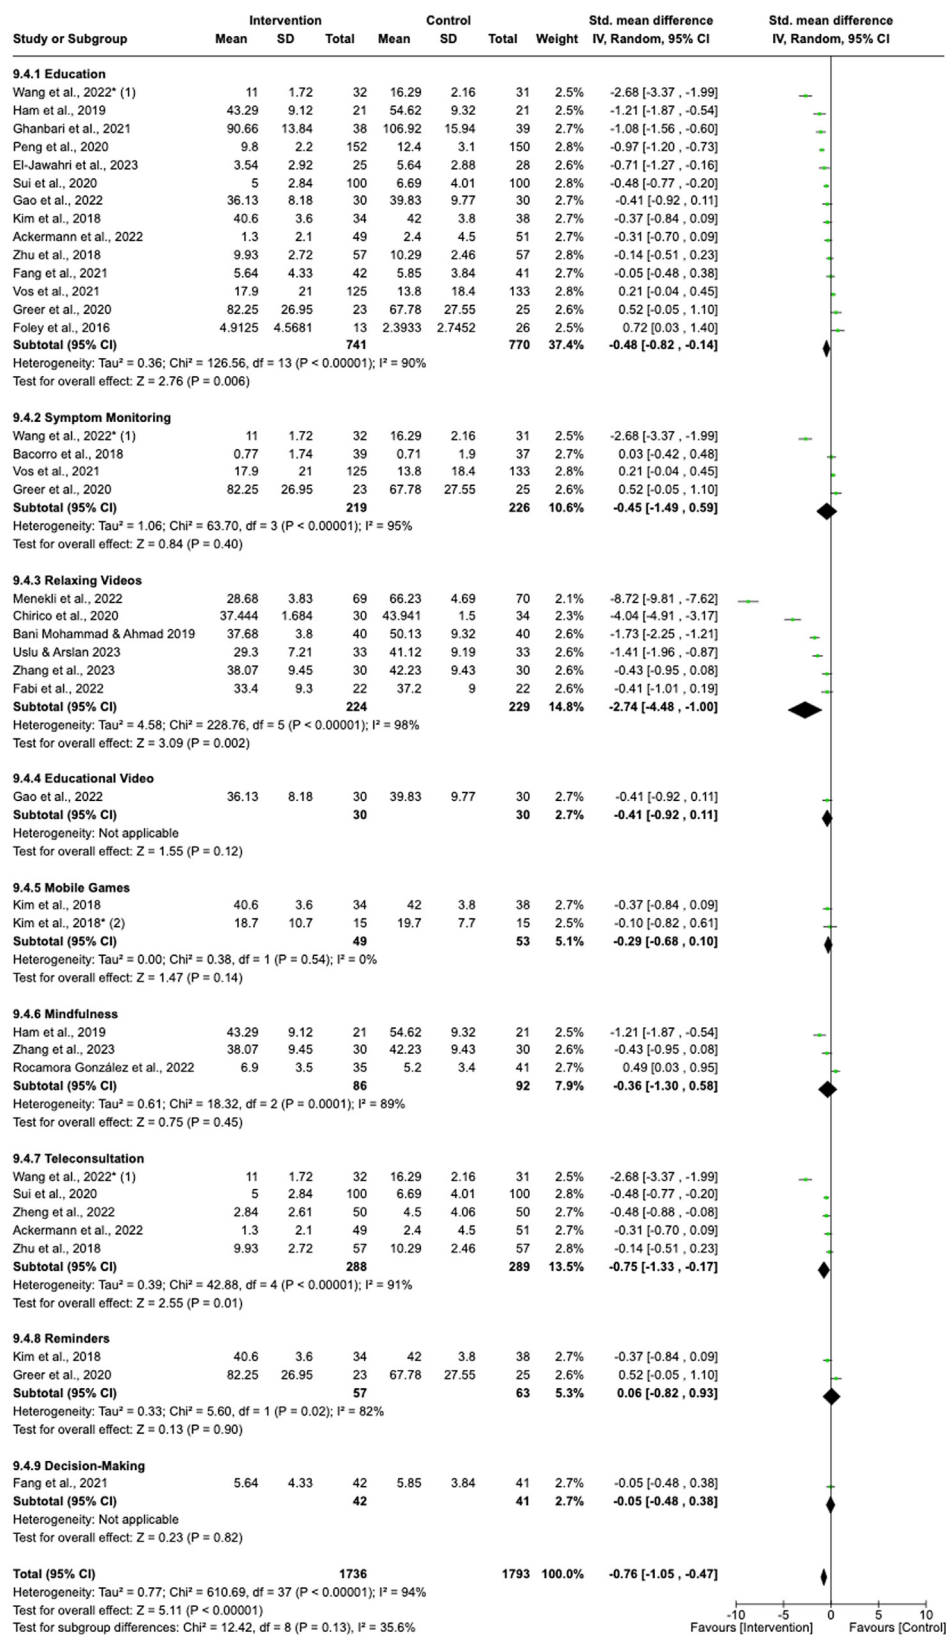 Intervention Control Std. mean difference Std. mean difference
Study or Subgroup Mean SD Total Mean SD Total Weight IV, Random, 95% CI IV, Random, 95% CI
9.4.1 Education
Wang et al., 2022* (1) 11 1.72 32 16.29 2.16 31 2.5% -2.68 [-3.37 , -1.99]
Ham et al., 2019 43.29 9.12 21 54.62 9.32 21 2.5% -1.21 [-1.87 , -0.54]
Ghanbari et al., 2021 90.66 13.84 38 106.92 15.94 39 2.7% -1.08 [-1.56 , -0.60]
Peng et al., 2020 9.8 2.2 152 12.4 3.1 150 2.8% -0.97 [-1.20 , -0.73]
El-Jawahri et al., 2023 3.54 2.92 25 5.64 2.88 28 2.6% -0.71 [-1.27 , -0.16]
Sui et al., 2020 5 2.84 100 6.69 4.01 100 2.8% -0.48 [-0.77 , -0.20]
Gao et al., 2022 36.13 8.18 30 39.83 9.77 30 2.7% -0.41 [-0.92 , 0.11]
Kim et al., 2018 40.6 3.6 34 42 3.8 38 2.7% -0.37 [-0.84 , 0.09]
Ackermann et al., 2022 1.3 2.1 49 2.4 4.5 51 2.7% -0.31 [-0.70 , 0.09]
Zhu et al., 2018 9.93 2.72 57 10.29 2.46 57 2.8% -0.14 [-0.51 , 0.23]
Fang et al., 2021 5.64 4.33 42 5.85 3.84 41 2.7% -0.05 [-0.48 , 0.38]
Vos et al., 2021 17.9 21 125 13.8 18.4 133 2.8% 0.21 [-0.04 , 0.45]
Greer et al., 2020 82.25 26.95 23 67.78 27.55 25 2.6% 0.52 [-0.05 , 1.10]
Foley et al., 2016 4.9125 4.5681 13 2.3933 2.7452 26 2.5% 0.72 [0.03 , 1.40]
Subtotal (95% CI) 741 770 37.4% -0.48 [-0.82 , -0.14]
Heterogeneity: Tau² = 0.36; Chi² = 126.56, df = 13 (P < 0.00001); I² = 90%
Test for overall effect: Z = 2.76 (P = 0.006)
9.4.2 Symptom Monitoring
Wang et al., 2022* (1) 11 1.72 32 16.29 2.16 31 2.5% -2.68 [-3.37 , -1.99]
Bacorro et al., 2018 0.77 1.74 39 0.71 1.9 37 2.7% 0.03 [-0.42 , 0.48]
Vos et al., 2021 17.9 21 125 13.8 18.4 133 2.8% 0.21 [-0.04 , 0.45]
Greer et al., 2020 82.25 26.95 23 67.78 27.55 25 2.6% 0.52 [-0.05 , 1.10]
Subtotal (95% CI) 219 226 10.6% -0.45 [-1.49 , 0.59]
Heterogeneity: Tau² = 1.06; Chi² = 63.70, df = 3 (P < 0.00001); I² = 95%
Test for overall effect: Z = 0.84 (P = 0.40)
9.4.3 Relaxing Videos
Menekli et al., 2022 28.68 3.83 69 66.23 4.69 70 2.1% -8.72 [-9.81 , -7.62]
Chirico et al., 2020 37.444 1.684 30 43.941 1.5 34 2.3% -4.04 [-4.91 , -3.17]
Bani Mohammad & Ahmad 2019 37.68 3.8 40 50.13 9.32 40 2.6% -1.73 [-2.25 , -1.21]
Uslu & Arslan 2023 29.3 7.21 33 41.12 9.19 33 2.6% -1.41 [-1.96 , -0.87]
Zhang et al., 2023 38.07 9.45 30 42.23 9.43 30 2.6% -0.43 [-0.95 , 0.08]
Fabi et al., 2022 33.4 9.3 22 37.2 9 22 2.6% -0.41 [-1.01 , 0.19]
Subtotal (95% CI) 224 229 14.8% -2.74 [-4.48 , -1.00]
Heterogeneity: Tau² = 4.58; Chi² = 228.76, df = 5 (P < 0.00001); I² = 98%
Test for overall effect: Z = 3.09 (P = 0.002)
9.4.4 Educational Video
Gao et al., 2022 36.13 8.18 30 39.83 9.77 30 2.7% -0.41 [-0.92 , 0.11]
Subtotal (95% CI) 30 30 2.7% -0.41 [-0.92 , 0.11]
Heterogeneity: Not applicable
Test for overall effect: Z = 1.55 (P = 0.12)
9.4.5 Mobile Games
Kim et al., 2018 40.6 3.6 34 42 3.8 38 2.7% -0.37 [-0.84 , 0.09]
Kim et al., 2018* (2) 18.7 10.7 15 19.7 7.7 15 2.5% -0.10 [-0.82 , 0.61]
Subtotal (95% CI) 49 53 5.1% -0.29 [-0.68 , 0.10]
Heterogeneity: Tau² = 0.00; Chi² = 0.38, df = 1 (P = 0.54); I² = 0%
Test for overall effect: Z = 1.47 (P = 0.14)
9.4.6 Mindfulness
Ham et al., 2019 43.29 9.12 21 54.62 9.32 21 2.5% -1.21 [-1.87 , -0.54]
Zhang et al., 2023 38.07 9.45 30 42.23 9.43 30 2.6% -0.43 [-0.95 , 0.08]
Rocamora González et al., 2022 6.9 3.5 35 5.2 3.4 41 2.7% 0.49 [0.03 , 0.95]
Subtotal (95% CI) 86 92 7.9% -0.36 [-1.30 , 0.58]
Heterogeneity: Tau² = 0.61; Chi² = 18.32, df = 2 (P = 0.0001); I² = 89%
Test for overall effect: Z = 0.75 (P = 0.45)
9.4.7 Teleconsultation
Wang et al., 2022* (1) 11 1.72 32 16.29 2.16 31 2.5% -2.68 [-3.37 , -1.99]
Sui et al., 2020 5 2.84 100 6.69 4.01 100 2.8% -0.48 [-0.77 , -0.20]
Zheng et al., 2022 2.84 2.61 50 4.5 4.06 50 2.7% -0.48 [-0.88 , -0.08]
Ackermann et al., 2022 1.3 2.1 49 2.4 4.5 51 2.7% -0.31 [-0.70 , 0.09]
Zhu et al., 2018 9.93 2.72 57 10.29 2.46 57 2.8% -0.14 [-0.51 , 0.23]
Subtotal (95% CI) 288 289 13.5% -0.75 [-1.33 , -0.17]
Heterogeneity: Tau² = 0.39; Chi² = 42.88, df = 4 (P < 0.00001); I² = 91%
Test for overall effect: Z = 2.55 (P = 0.01)
9.4.8 Reminders
Kim et al., 2018 40.6 3.6 34 42 3.8 38 2.7% -0.37 [-0.84 , 0.09]
Greer et al., 2020 82.25 26.95 23 67.78 27.55 25 2.6% 0.52 [-0.05 , 1.10]
Subtotal (95% CI) 57 63 5.3% 0.06 [-0.82 , 0.93]
Heterogeneity: Tau² = 0.33; Chi² = 5.60, df = 1 (P = 0.02); I² = 82%
Test for overall effect: Z = 0.13 (P = 0.90)
9.4.9 Decision-Making
Fang et al., 2021 5.64 4.33 42 5.85 3.84 41 2.7% -0.05 [-0.48 , 0.38]
Subtotal (95% CI) 42 41 2.7% -0.05 [-0.48 , 0.38]
Heterogeneity: Not applicable
Test for overall effect: Z = 0.23 (P = 0.82)
Total (95% CI) 1736 1793 100.0% -0.76 [-1.05 , -0.47]
Heterogeneity: Tau² = 0.77; Chi² = 610.69, df = 37 (P < 0.00001); I² = 94%
Test for overall effect: Z = 5.11 (P < 0.00001)
Test for subgroup differences: Chi² = 12.42, df = 8 (P = 0.13), I² = 35.6%
-10 -5 0 5 10
Favours [Intervention] Favours [Control]